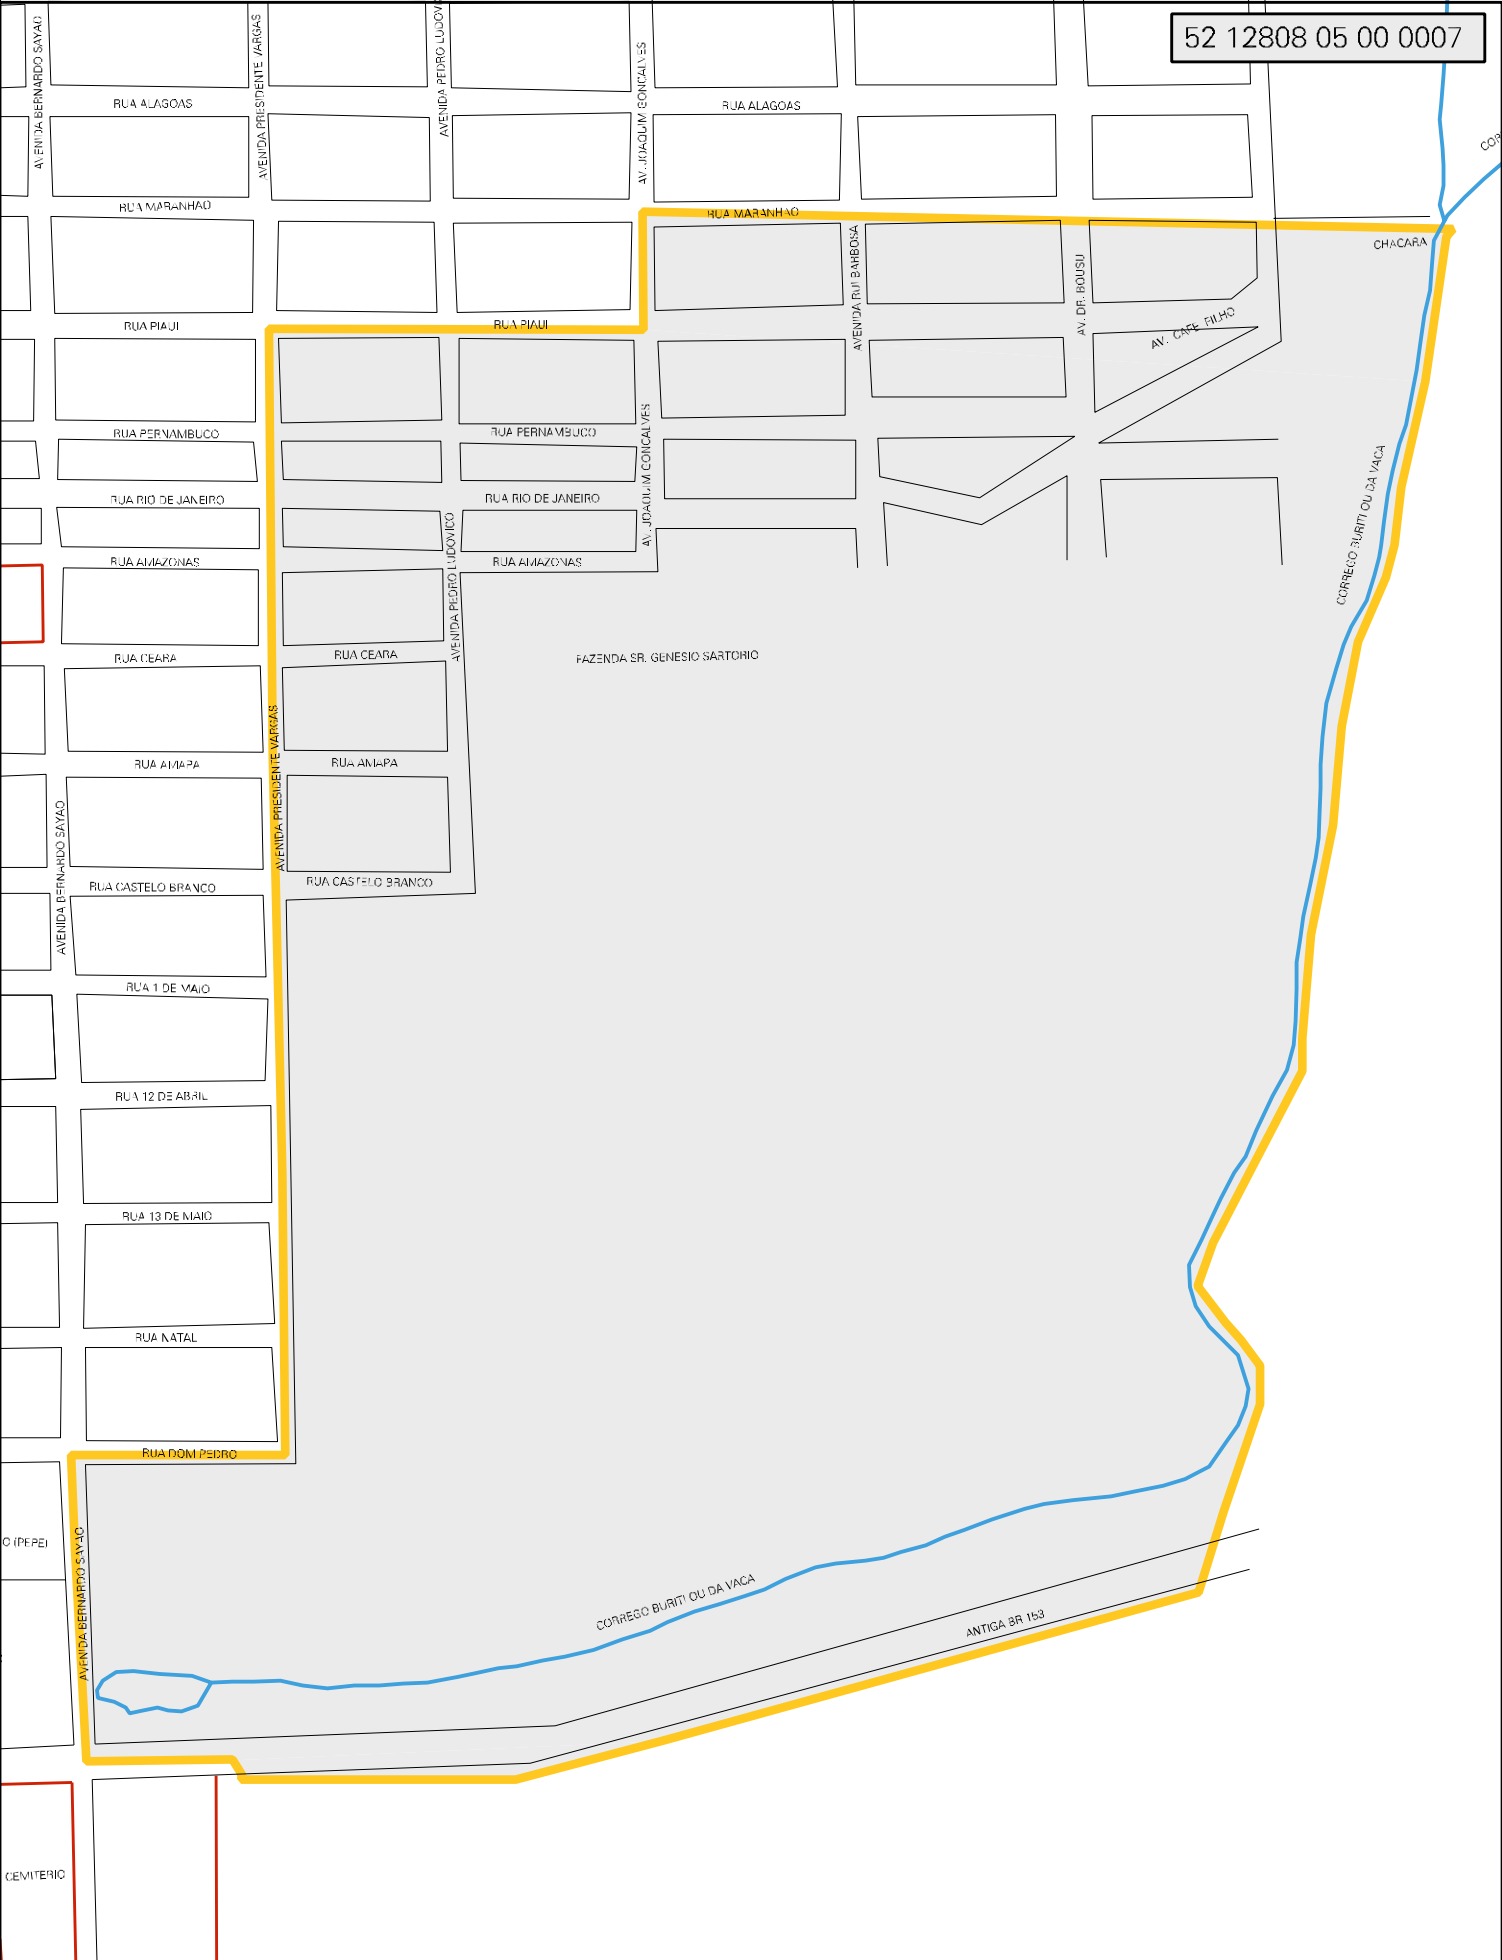 52 12808 05 00 0007
AVENIDA BERNARDO SAYAO
AVENIDA PRESIDENTE VARGAS
AV. JOAQUIM GONCALVES
RUA ALAGOAS
RUA ALAGOAS
RUA MARANHAO
RUA MARANHAO
CHACARA
AVENIDA RUI BARBOSA
AV. DR. BOUSU
AV. CAFE FILHO
RUA PIAUI
RUA PIAUI
RUA PERNAMBUCO
RUA PERNAMBUCO
AV. JOAQUIM GONCALVES
CORREGO BURITI OU DA VACA
RUA RIO DE JANEIRO
RUA RIO DE JANEIRO
AVENIDA PEDRO LUDOVICO
RUA AMAZONAS
RUA AMAZONAS
RUA CEARA
RUA CEARA
FAZENDA SR. GENESIO SARTORIO
AVENIDA PRESIDENTE VARGAS
RUA AMAPA
RUA AMAPA
AVENIDA BERNARDO SAYAO
RUA CASTELO BRANCO
RUA CASTELO BRANCO
RUA 1 DE MAIO
RUA 12 DE ABRIL
RUA 13 DE MAIO
RUA NATAL
RUA DOM PEDRO
O (PEPE)
AVENIDA BERNARDO SAYAO
CORREGO BURITI OU DA VACA
ANTIGA BR 153
CEMITERIO